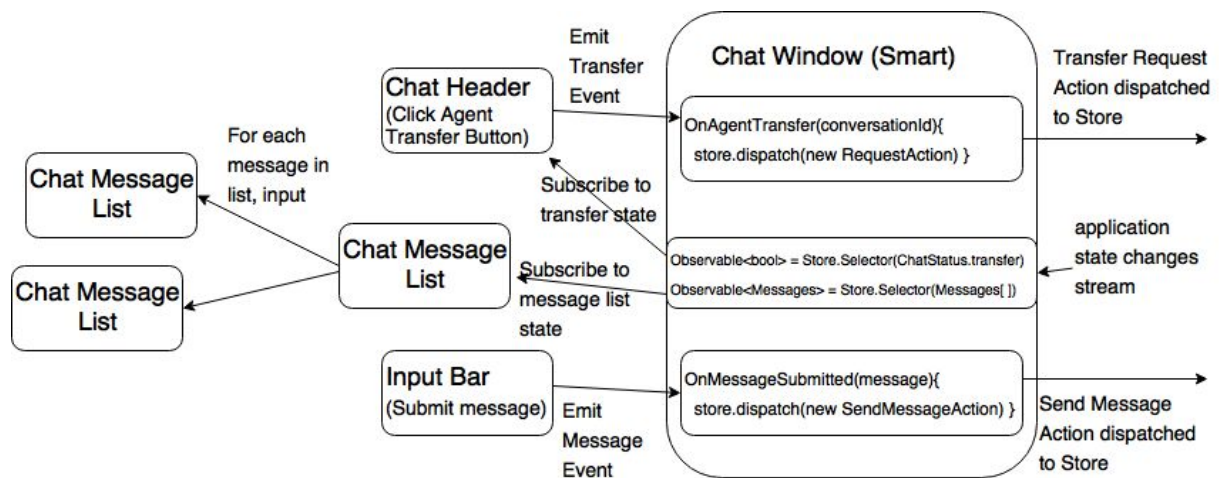 Emit
Transfer
Event
Chat Window (Smart)
Transfer Request
Action dispatched
to Store
Chat Header
(Click Agent
Transfer Button)
OnAgentTransfer(conversationId){
store.dispatch(new RequestAction) }
For each
message in
list, input
Chat Message
List
Subscribe to
transfer state
Chat Message
List
application
state changes
stream
Observable<bool> = Store.Selector(ChatStatus.transfer)
Observable<Messages> = Store.Selector(Messages[ ])
Subscribe to
message list
state
Chat Message
List
Input Bar
(Submit message)
OnMessageSubmitted(message){
store.dispatch(new SendMessageAction) }
Emit
Message
Event
Send Message
Action dispatched
to Store